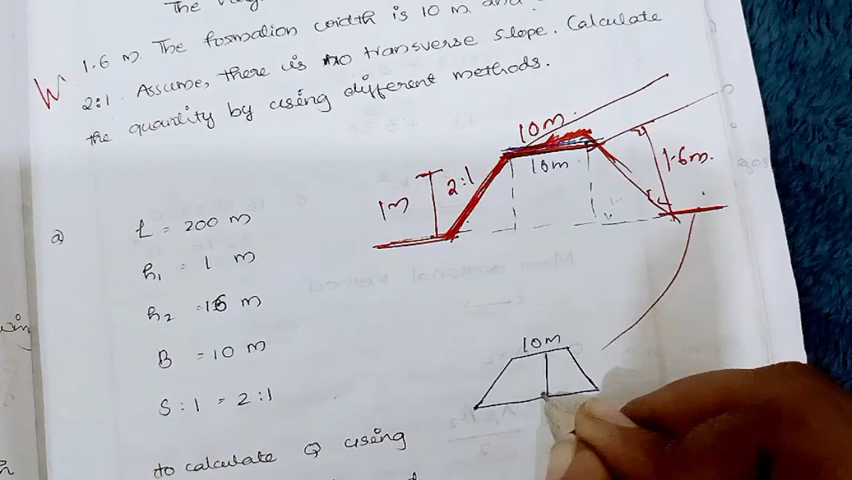 The
1.6 m. The formation width is 10 m and
2:1. Assume, there is no transverse slope. Calculate
the quantity by using different methods.
10m.
10m.
1m
2:1
1.6m.
a)
L = 200 m
h₁ = 1 m
h₂ = 1.6 m
B = 10 m
S:1 = 2:1
10m
to calculate Q using